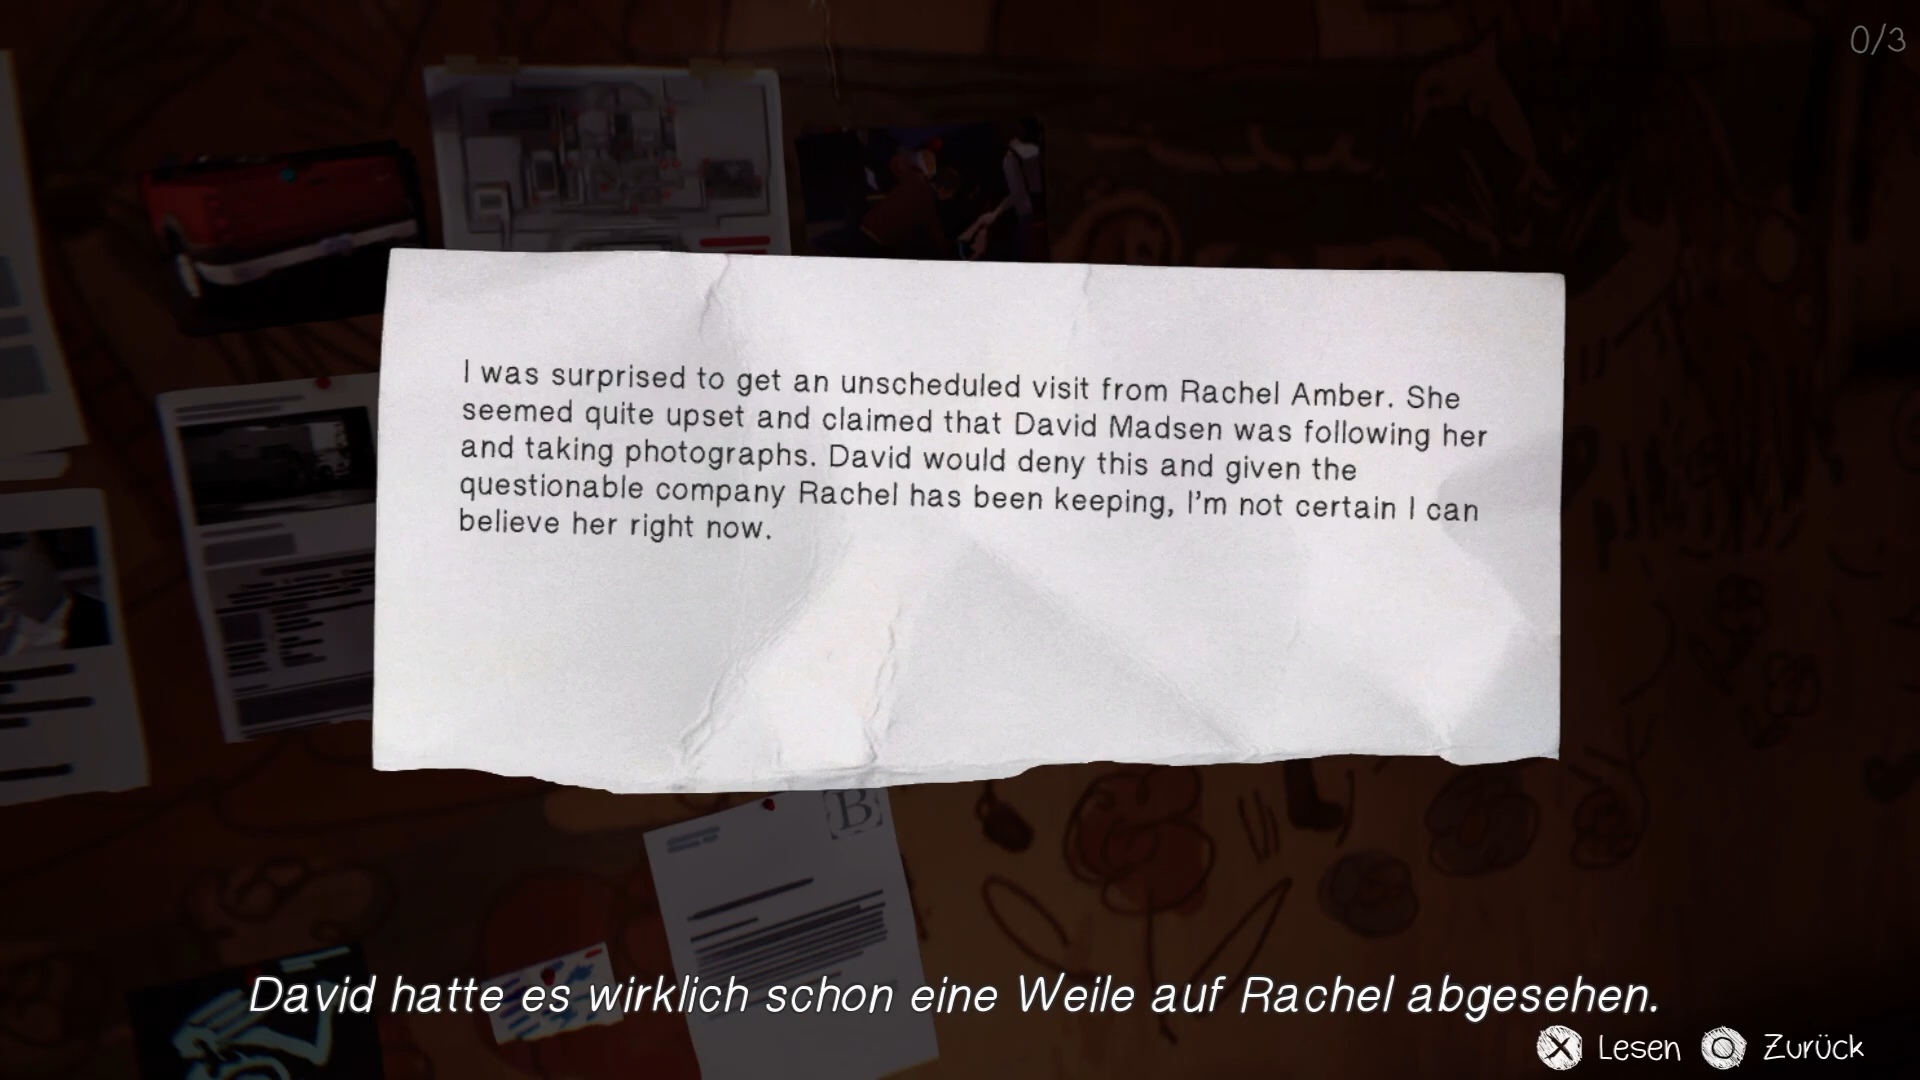 0/3
I was surprised to get an unscheduled visit from Rachel Amber. She
seemed quite upset and claimed that David Madsen was following her
and taking photographs. David would deny this and given the
questionable company Rachel has been keeping, I'm not certain I can
believe her right now.
B
David hatte es wirklich schon eine Weile auf Rachel abgesehen.
Lesen Zurück